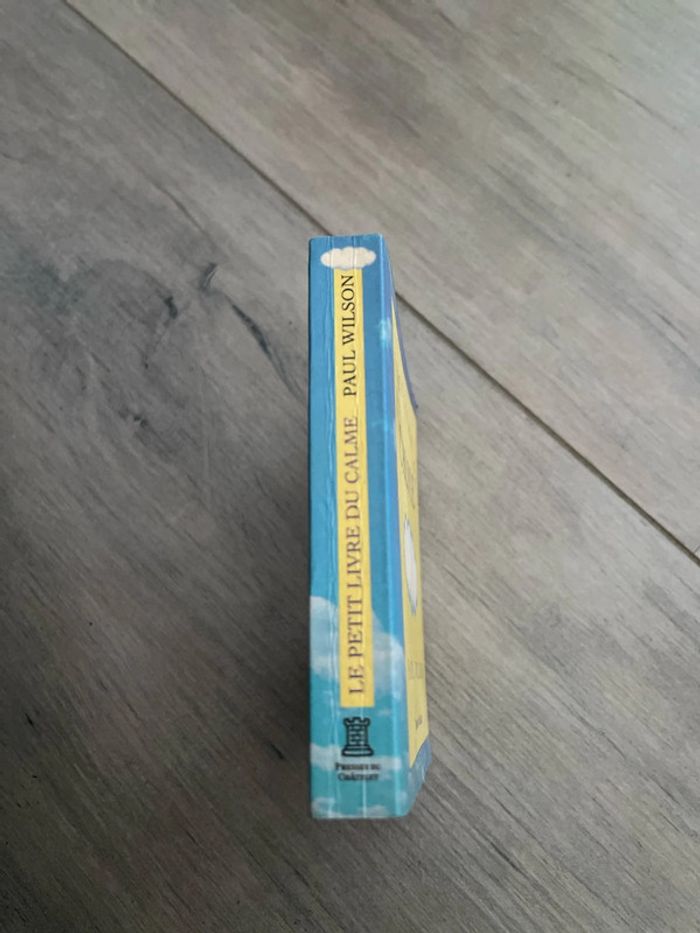 LE PETIT LIVRE DU CALME PAUL WILSON
PRESSES DU
CHÂTELET